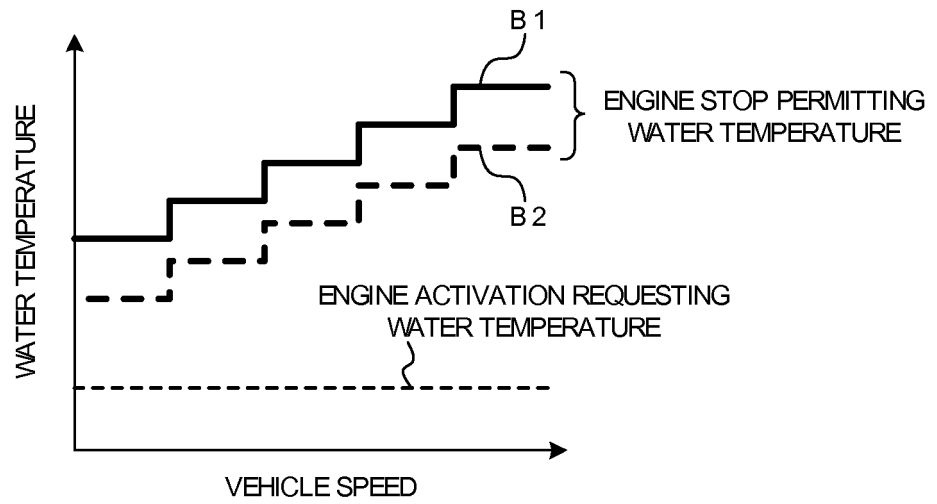 B1
ENGINE STOP PERMITTING
WATER TEMPERATURE
B2
ENGINE ACTIVATION REQUESTING
WATER TEMPERATURE
WATER TEMPERATURE
VEHICLE SPEED